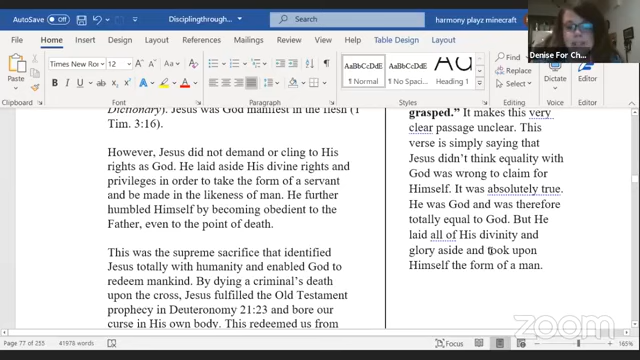 AutoSave Off
Disciplingthrough...
Search
harmony playz minecraft
Denise For Ch...
File Home Insert Design Layout References Mailings Review View Help Table Design Layout
Times New Ror 12
Paste
Clipboard
Font
Paragraph
AaBbCcDdE AaBbCcDdE
¶ Normal ¶ No Spaci... Heading 1
Styles
Find
Replace
Select
Editing
Dictate
Editor
Voice
Editor
Dictionary). Jesus was God manifest in the flesh (1
Tim. 3:16).
However, Jesus did not demand or cling to His
rights as God. He laid aside His divine rights and
privileges in order to take the form of a servant
and be made in the likeness of man. He further
humbled Himself by becoming obedient to the
Father, even to the point of death.
This was the supreme sacrifice that identified
Jesus totally with humanity and enabled God to
redeem mankind. By dying a criminal's death
upon the cross, Jesus fulfilled the Old Testament
prophecy in Deuteronomy 21:23 and bore our
curse in His own body. This redeemed us from
grasped.” It makes this very
clear passage unclear. This
verse is simply saying that
Jesus didn't think equality with
God was wrong to claim for
Himself. It was absolutely true.
He was God and was therefore
totally equal to God. But He
laid all of His divinity and
glory aside and took upon
Himself the form of a man.
Page 77 of 255 41978 words
Focus
165%
zoom